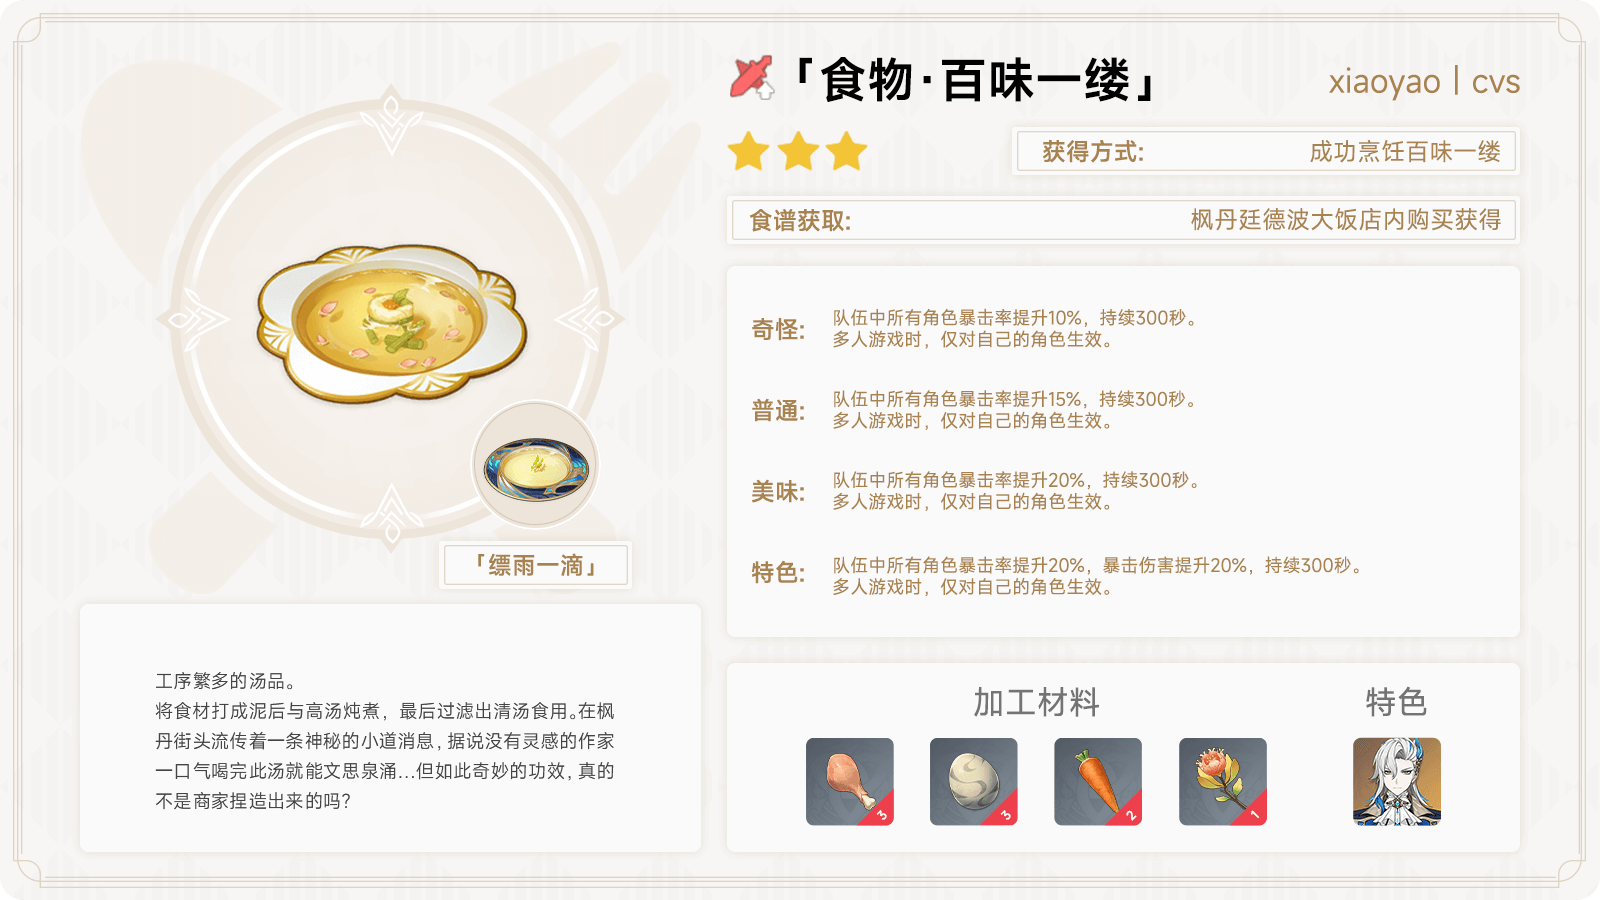 「食物·百味一缕」
xiaoyao | cvs
获得方式: 成功烹饪百味一缕
食谱获取: 枫丹廷德波大饭店内购买获得
奇怪: 队伍中所有角色暴击率提升10%，持续300秒。
多人游戏时，仅对自己的角色生效。
普通: 队伍中所有角色暴击率提升15%，持续300秒。
多人游戏时，仅对自己的角色生效。
美味: 队伍中所有角色暴击率提升20%，持续300秒。
多人游戏时，仅对自己的角色生效。
特色: 队伍中所有角色暴击率提升20%，暴击伤害提升20%，持续300秒。
多人游戏时，仅对自己的角色生效。
「缥雨一滴」
工序繁多的汤品。
将食材打成泥后与高汤炖煮，最后过滤出清汤食用。在枫
丹街头流传着一条神秘的小道消息，据说没有灵感的作家
一口气喝完此汤就能文思泉涌…但如此奇妙的功效，真的
不是商家捏造出来的吗？
加工材料
特色
3
3
2
1